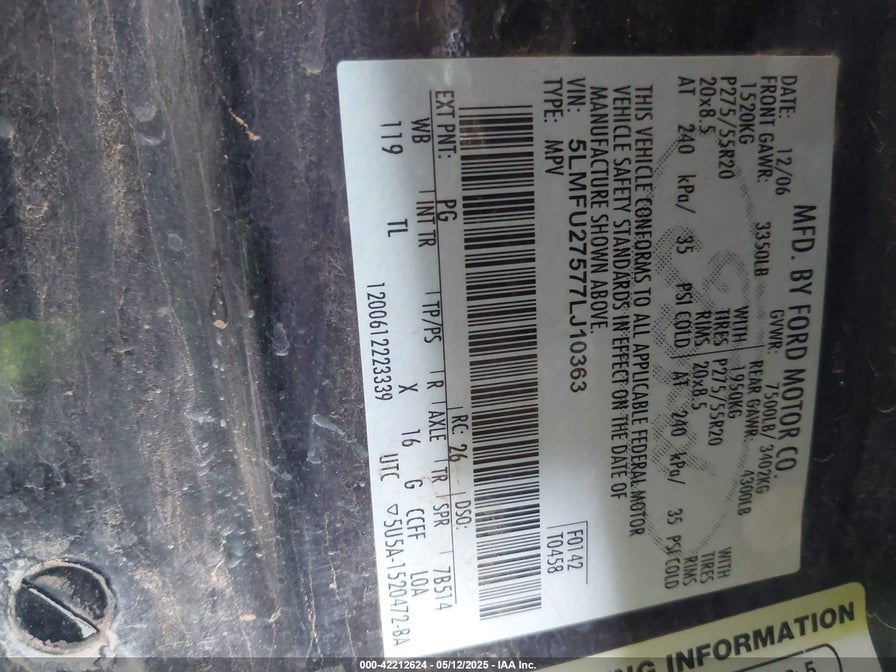 MFD. BY FORD MOTOR CO.
DATE: 12/06 GVWR: 7500LB/ 3402KG
FRONT GAWR: 3350LB REAR GAWR: 4300LB
1520KG WITH 1950KG WITH
P275/55R20 TIRES P275/55R20 TIRES
20x8.5 RIMS 20x8.5 RIMS
AT 240 kPa/ 35 PSI COLD AT 240 kPa/ 35 PSI COLD
THIS VEHICLE CONFORMS TO ALL APPLICABLE FEDERAL MOTOR
VEHICLE SAFETY STANDARDS IN EFFECT ON THE DATE OF
MANUFACTURE SHOWN ABOVE.
VIN: 5LMFU27577LJ10363 F0142
TYPE: MPV T0458
EXT PNT: PG RC: 26 DSO:
WB INT TR TP/PS R AXLE TR SPR 7B514
119 TL X 16 G CCFF LOA
1200612223339 UTC ▽5U5A-1520472-BA
NG INFORMATION
5
000-42212624 - 05/12/2025 - IAA Inc.